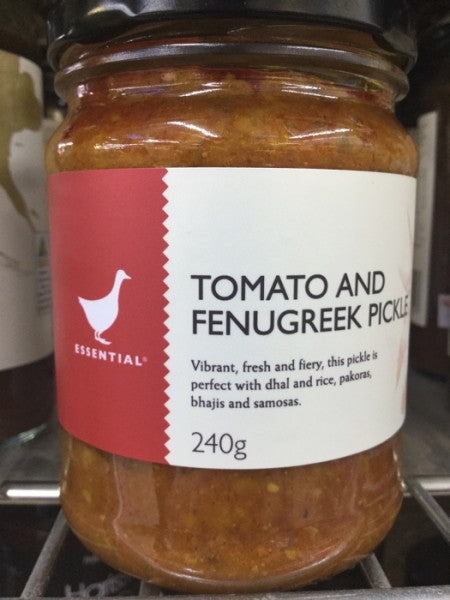 ESSENTIAL®
TOMATO AND
FENUGREEK PICKLE
Vibrant, fresh and fiery, this pickle is
perfect with dhal and rice, pakoras,
bhajis and samosas.
240g